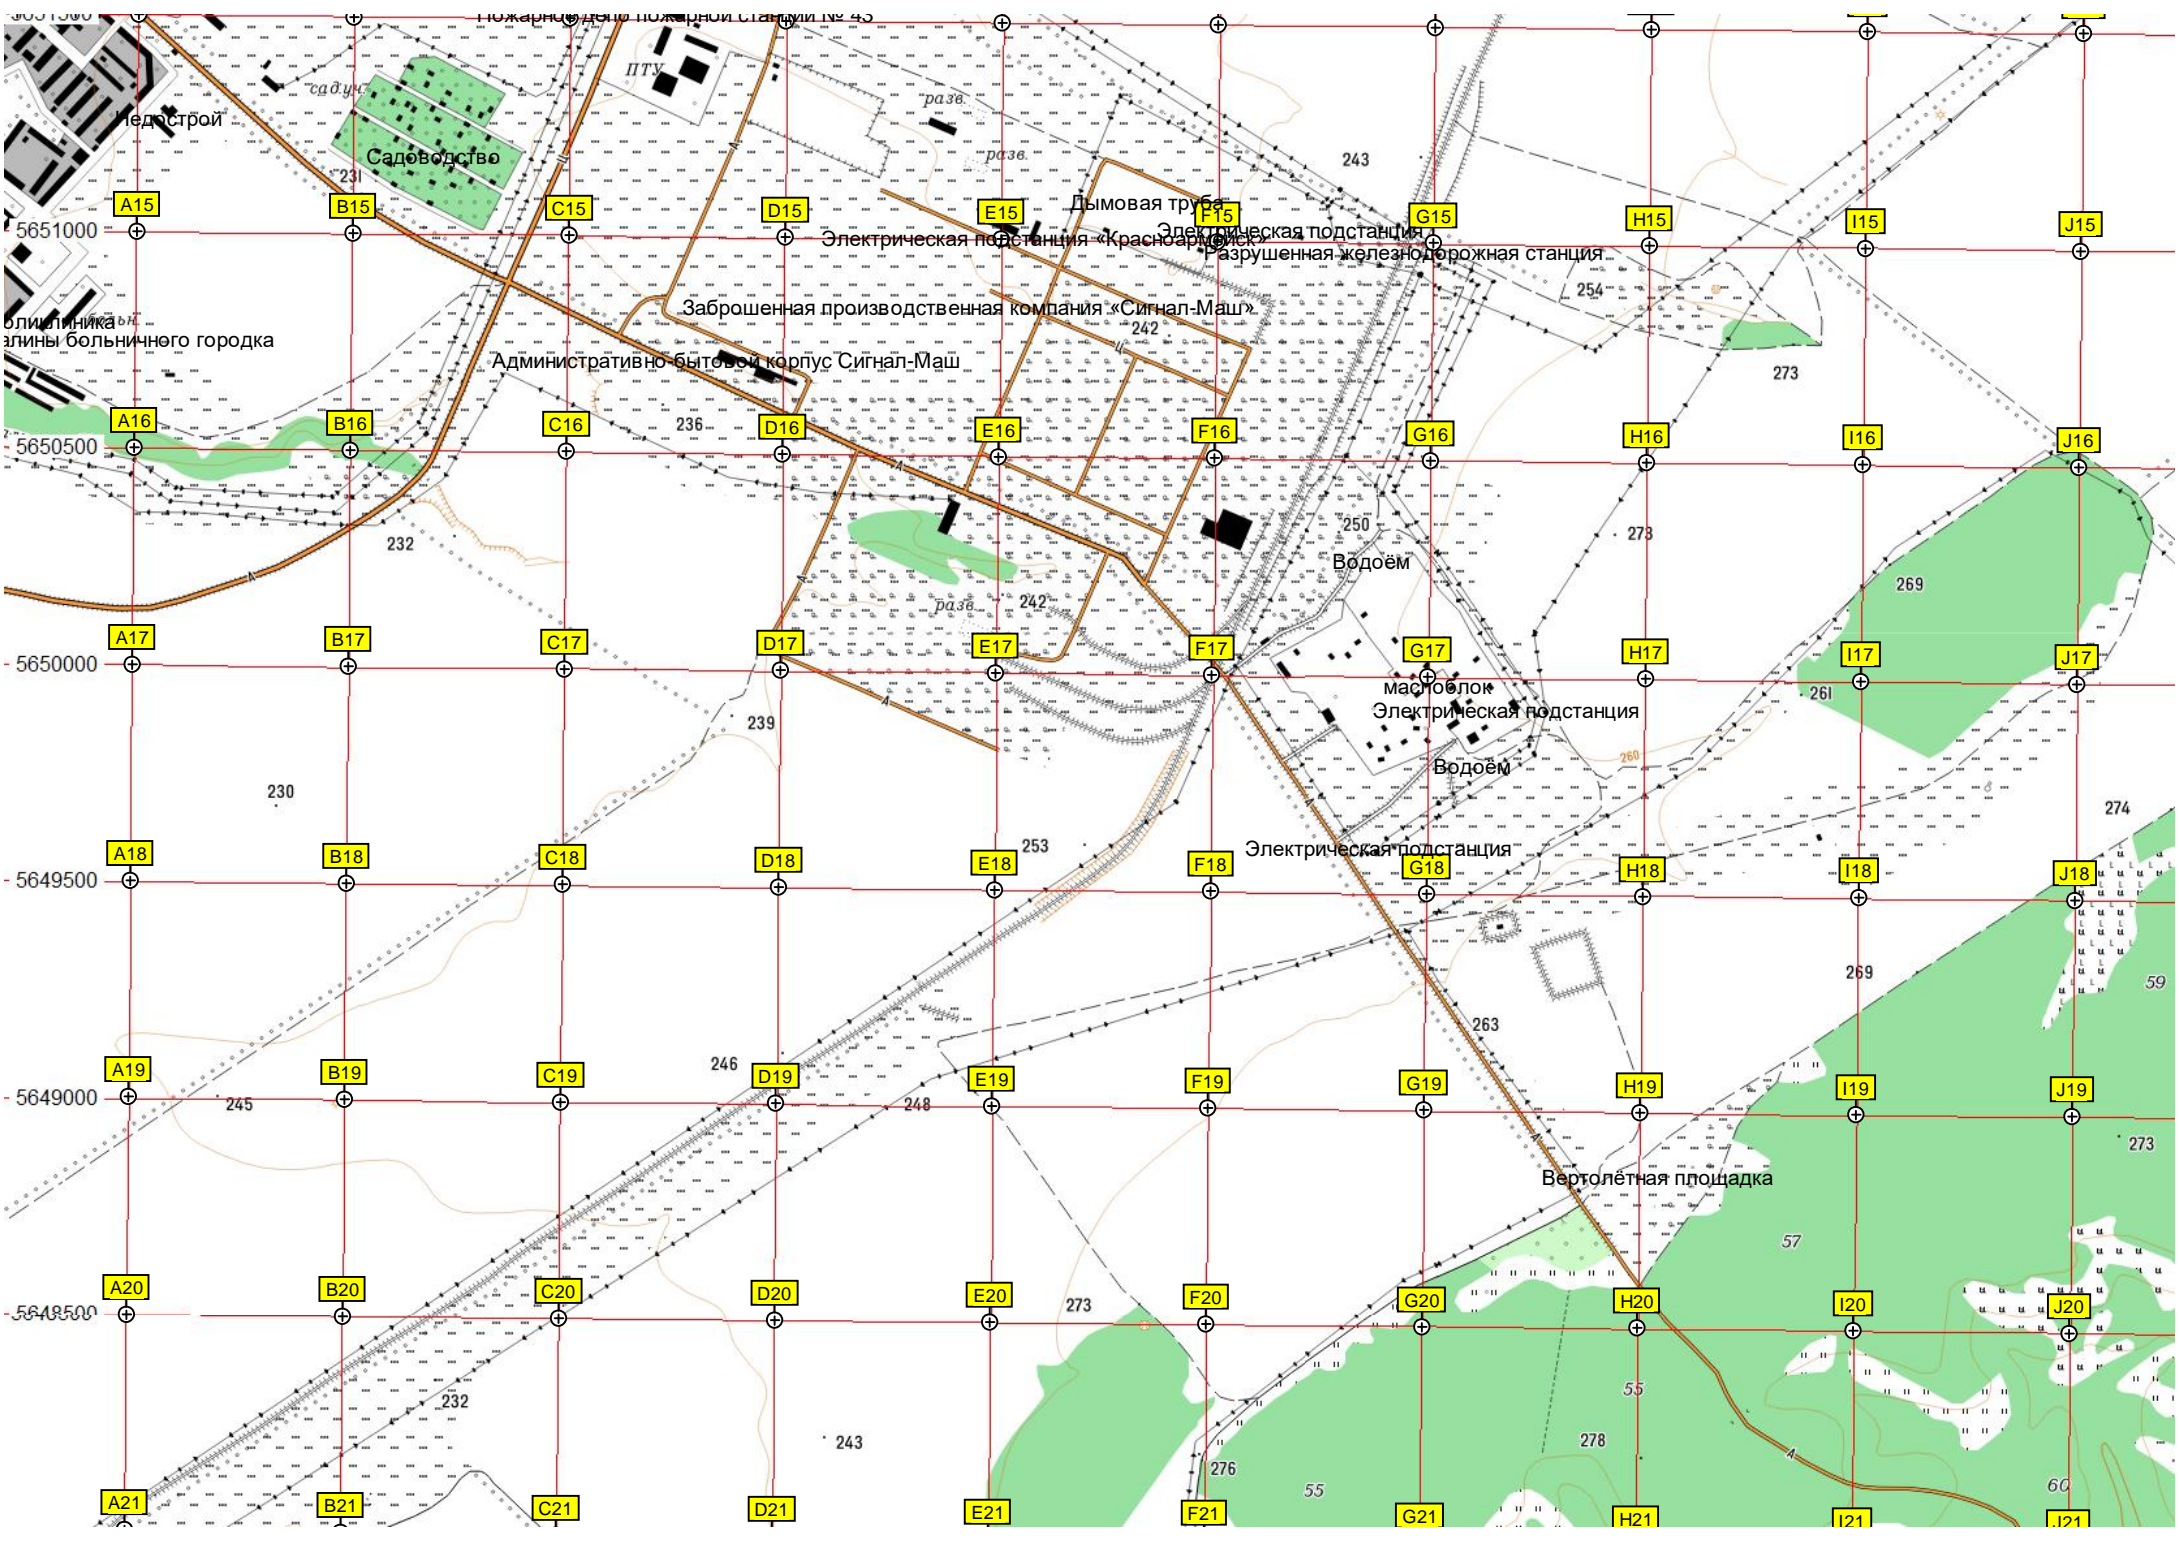 Пожарное депо пожарной станции № 43
ПТУ
сад.уч.
разв.
Недострой
Садоводство
разв.
243
231
A15
B15
C15
D15
E15
Дымовая труба
F15
G15
H15
I15
J15
5651000
Электрическая подстанция «Красноармейск»
Электрическая подстанция
Разрушенная железнодорожная станция
254
Заброшенная производственная компания «Сигнал-Маш»
242
больничного городка
Административно-бытовой корпус Сигнал-Маш
273
A16
B16
C16
236
D16
E16
F16
G16
H16
I16
J16
5650500
250
273
232
Водоём
269
разв.
242
A17
B17
C17
D17
E17
F17
G17
H17
I17
J17
5650000
маслоблок
261
Электрическая подстанция
239
260
Водоём
230
274
253
Электрическая подстанция
A18
B18
C18
D18
E18
F18
G18
H18
I18
J18
5649500
269
59
263
246
A19
B19
C19
D19
E19
F19
G19
H19
I19
J19
5649000
245
248
273
Вертолётная площадка
57
A20
B20
C20
D20
E20
273
F20
G20
H20
I20
J20
5648500
232
55
243
278
276
55
60
A21
B21
C21
D21
E21
F21
G21
H21
I21
J21